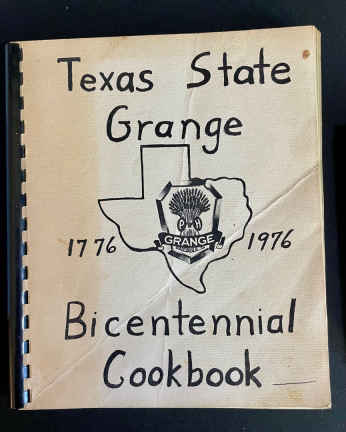 Texas State
Grange
1776
P H
GRANGE
1976
Bicentennial
Cookbook